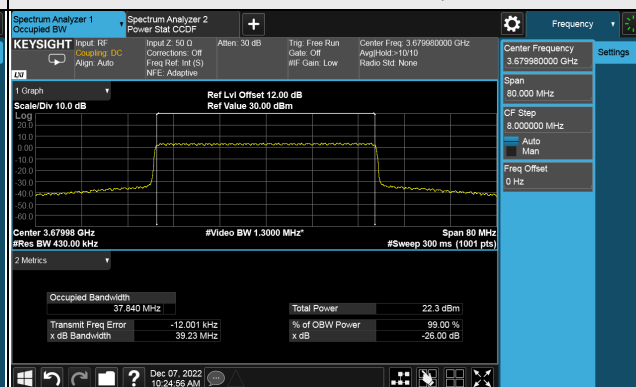 Spectrum Analyzer 1
Occupied BW
Spectrum Analyzer 2
Power Stat CCDF
Frequency
KEYSIGHT
Input: RF
Coupling: DC
Align: Auto
Input Z: 50 Ω
Corrections: Off
Freq Ref: Int (S)
NFE: Adaptive
Atten: 30 dB
Trig: Free Run
Gate: Off
#IF Gain: Low
Center Freq: 3.679980000 GHz
Avg|Hold:>10/10
Radio Std: None
LXI
Center Frequency
3.679980000 GHz
Settings
Span
80.000 MHz
CF Step
8.000000 MHz
Auto
Man
Freq Offset
0 Hz
1 Graph
Scale/Div 10.0 dB
Ref Lvl Offset 12.00 dB
Ref Value 30.00 dBm
Log
20.0
10.0
0.00
-10.0
-20.0
-30.0
-40.0
-50.0
-60.0
Center 3.67998 GHz
#Res BW 430.00 kHz
#Video BW 1.3000 MHz*
Span 80 MHz
#Sweep 300 ms (1001 pts)
2 Metrics
Occupied Bandwidth
37.840 MHz
Total Power 22.3 dBm
Transmit Freq Error -12.001 kHz
% of OBW Power 99.00 %
x dB Bandwidth 39.23 MHz
x dB -26.00 dB
?
Dec 07, 2022
10:24:56 AM